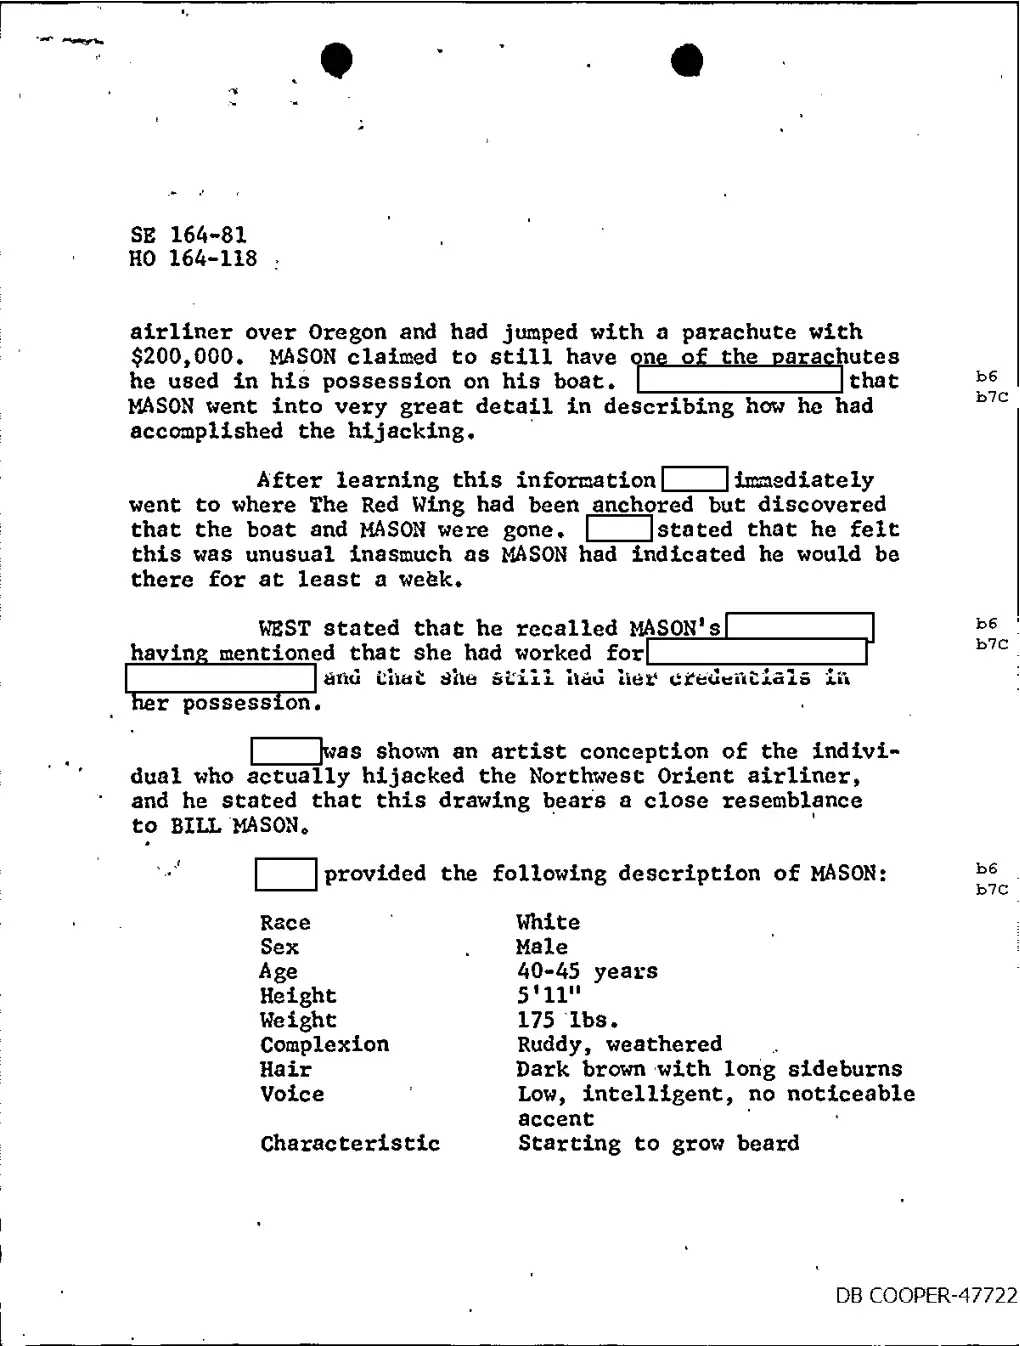 SE 164-81
HO 164-118
airliner over Oregon and had jumped with a parachute with
$200,000. MASON claimed to still have one of the parachutes
he used in his possession on his boat. that b6
MASON went into very great detail in describing how he had b7C
accomplished the hijacking.
After learning this information immediately
went to where The Red Wing had been anchored but discovered
that the boat and MASON were gone. stated that he felt
this was unusual inasmuch as MASON had indicated he would be
there for at least a week.
WEST stated that he recalled MASON's b6
having mentioned that she had worked for b7C
and that she still had her credentials in
her possession.
was shown an artist conception of the indivi-
dual who actually hijacked the Northwest Orient airliner,
and he stated that this drawing bears a close resemblance
to BILL MASON.
provided the following description of MASON: b6
b7C
Race White
Sex Male
Age 40-45 years
Height 5'11"
Weight 175 lbs.
Complexion Ruddy, weathered
Hair Dark brown with long sideburns
Voice Low, intelligent, no noticeable
accent
Characteristic Starting to grow beard
DB COOPER-47722